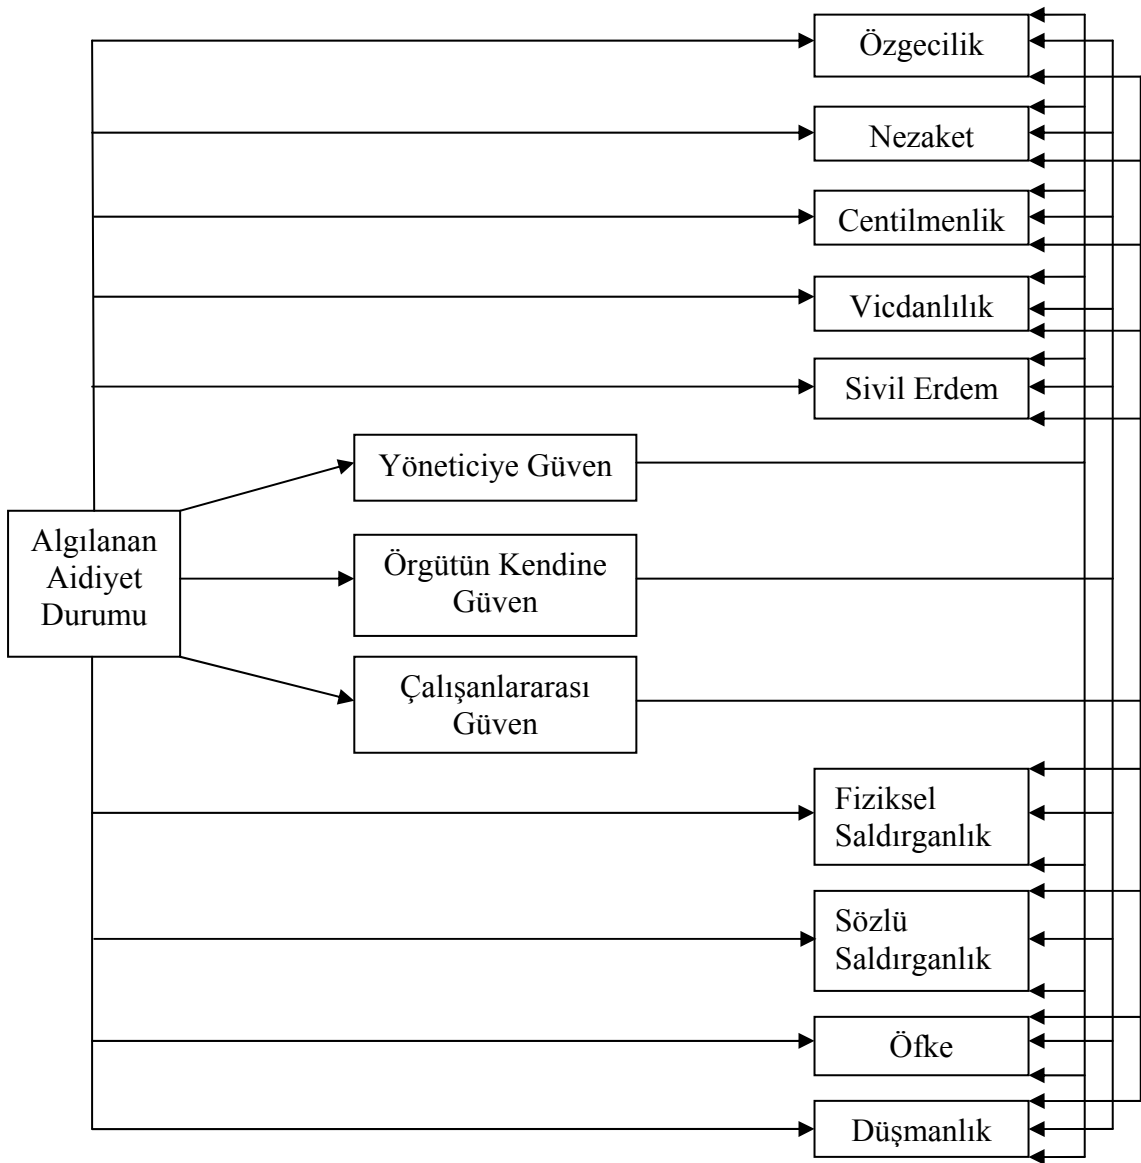 Özgecilik
Nezaket
Centilmenlik
Vicdanlılık
Sivil Erdem
Yöneticiye Güven
Algılanan
Aidiyet
Durumu
Örgütün Kendine
Güven
Çalışanlararası
Güven
Fiziksel
Saldırganlık
Sözlü
Saldırganlık
Öfke
Düşmanlık